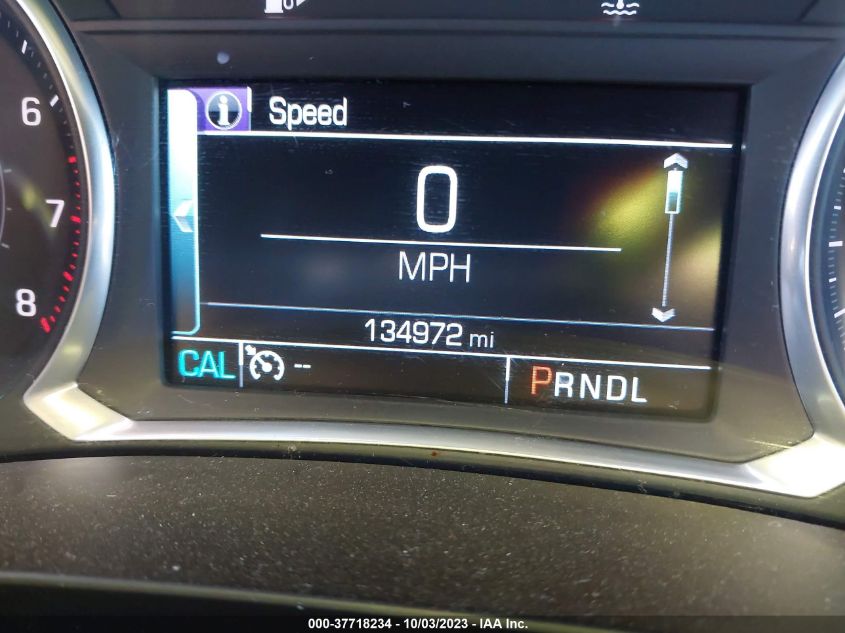 Speed
6
0
7
MPH
8
134972 mi
CAL --
PRNDL
000-37718234 - 10/03/2023 - IAA Inc.